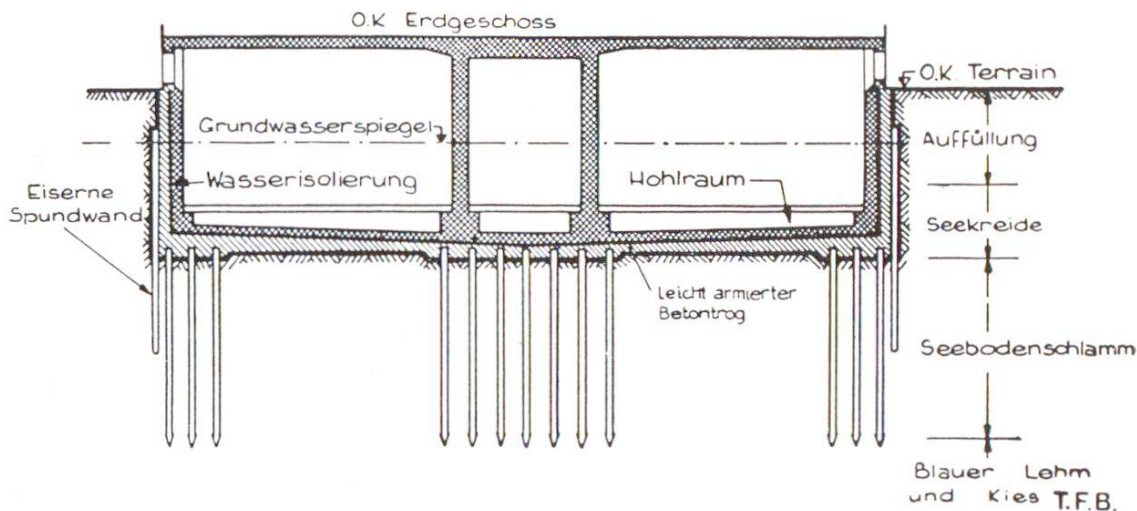 O.K Erdgeschoss
O.K. Terrain
Grundwasserspiegel
Auffüllung
Wasserisolierung
Hohlraum
Eiserne
Spundwand
Seekreide
leicht armierter
Betontrog
Seebodenschlamm
Blauer Lehm
und Kies T.F.B.